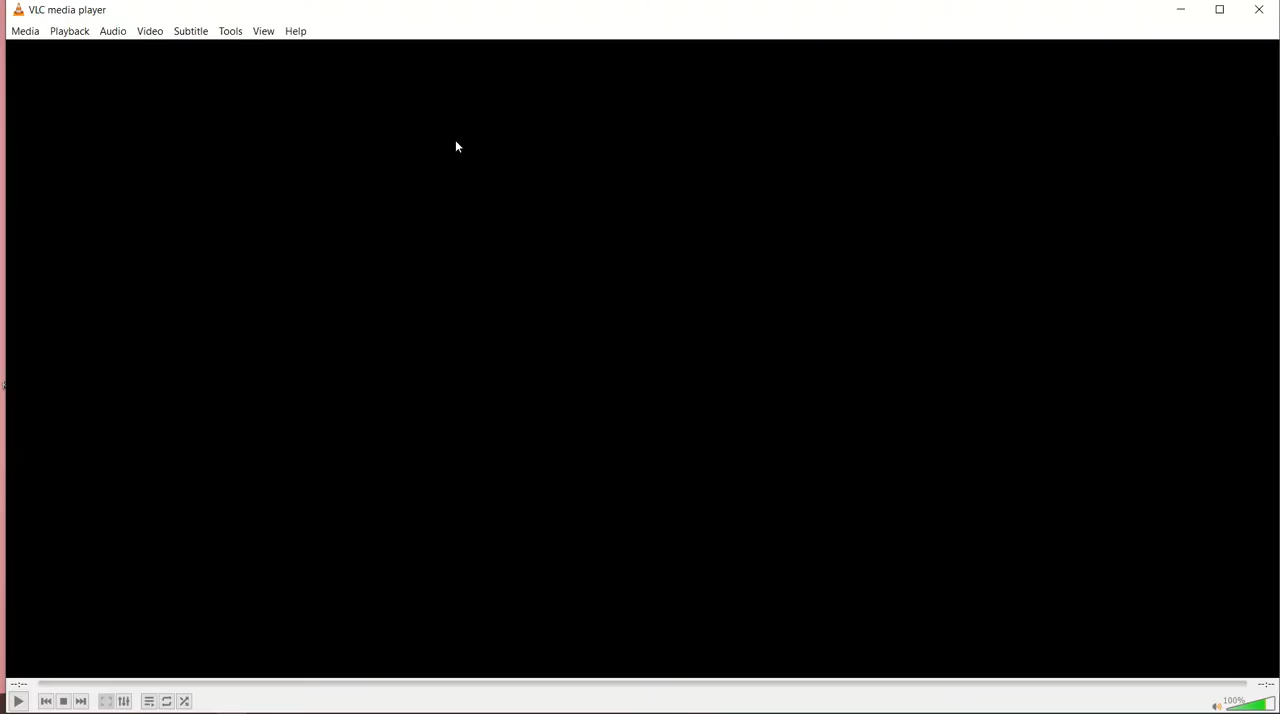 VLC media player
Media Playback Audio Video Subtitle Tools View Help
--:-- --:--
100%